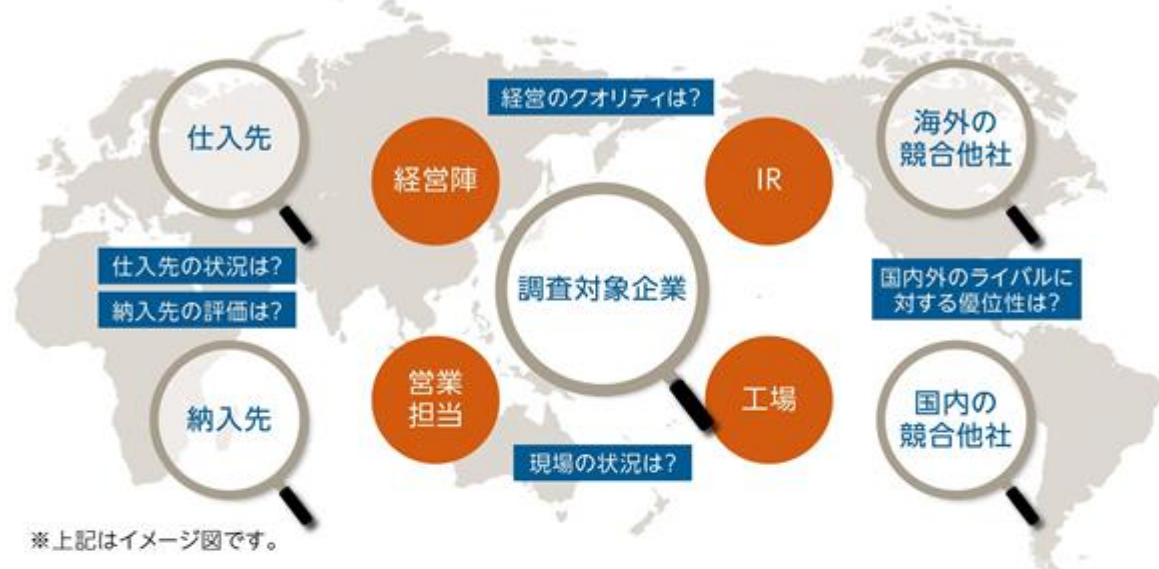 経営のクオリティは?
仕入先
経営陣
IR
海外の
競合他社
仕入先の状況は?
納入先の評価は?
調査対象企業
国内外のライバルに
対する優位性は?
納入先
営業
担当
工場
国内の
競合他社
現場の状況は?
※上記はイメージ図です。